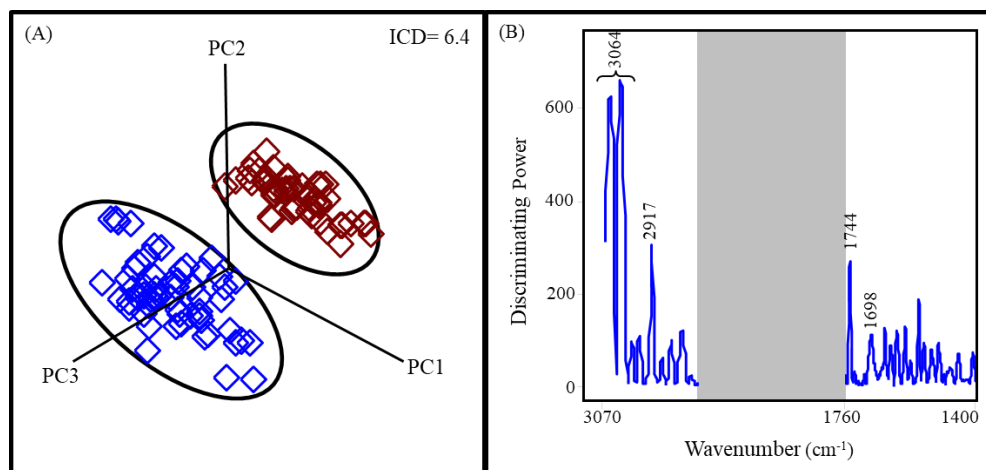 (A)
ICD= 6.4
PC2
PC3
PC1
(B)
Discriminating Power
600
400
200
0
3064
2917
1744
1698
3070
1760
1400
Wavenumber (cm⁻¹)